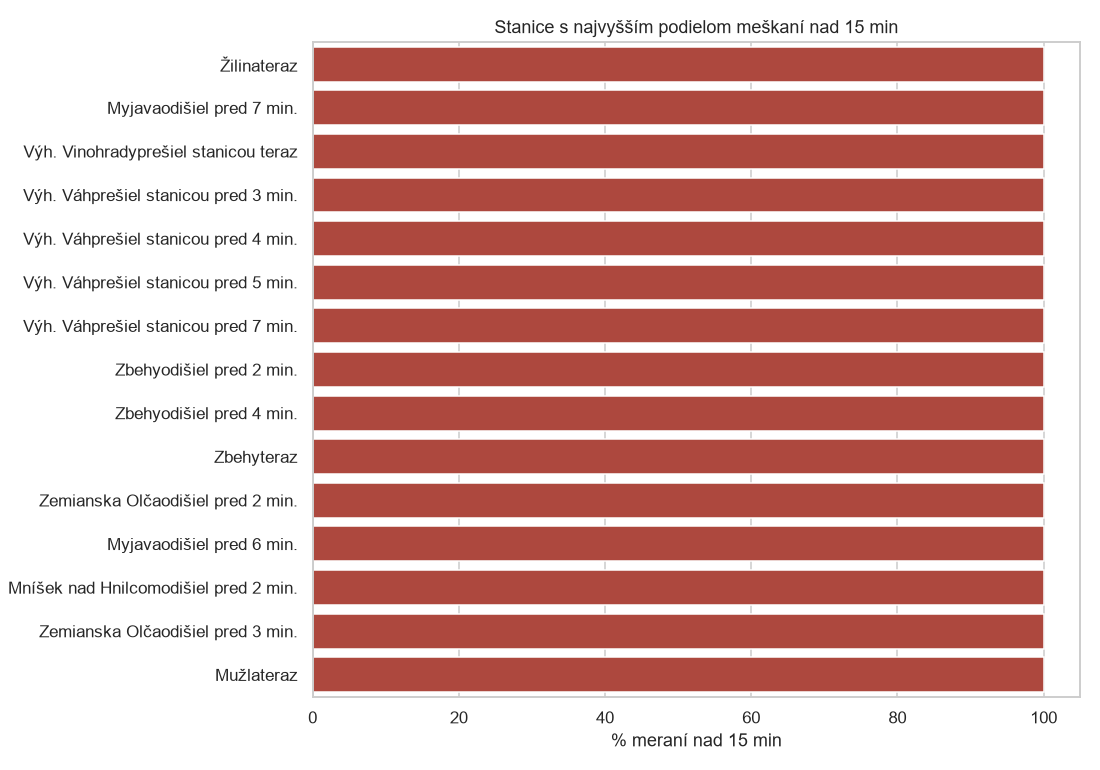 Stanice s najvyšším podielom meškaní nad 15 min
Žilinateraz
Myjavaodišiel pred 7 min.
Výh. Vinohradyprešiel stanicou teraz
Výh. Váhprešiel stanicou pred 3 min.
Výh. Váhprešiel stanicou pred 4 min.
Výh. Váhprešiel stanicou pred 5 min.
Výh. Váhprešiel stanicou pred 7 min.
Zbehyodišiel pred 2 min.
Zbehyodišiel pred 4 min.
Zbehyteraz
Zemianska Olčaodišiel pred 2 min.
Myjavaodišiel pred 6 min.
Mníšek nad Hnilcomodišiel pred 2 min.
Zemianska Olčaodišiel pred 3 min.
Mužlateraz
0 20 40 60 80 100
% meraní nad 15 min